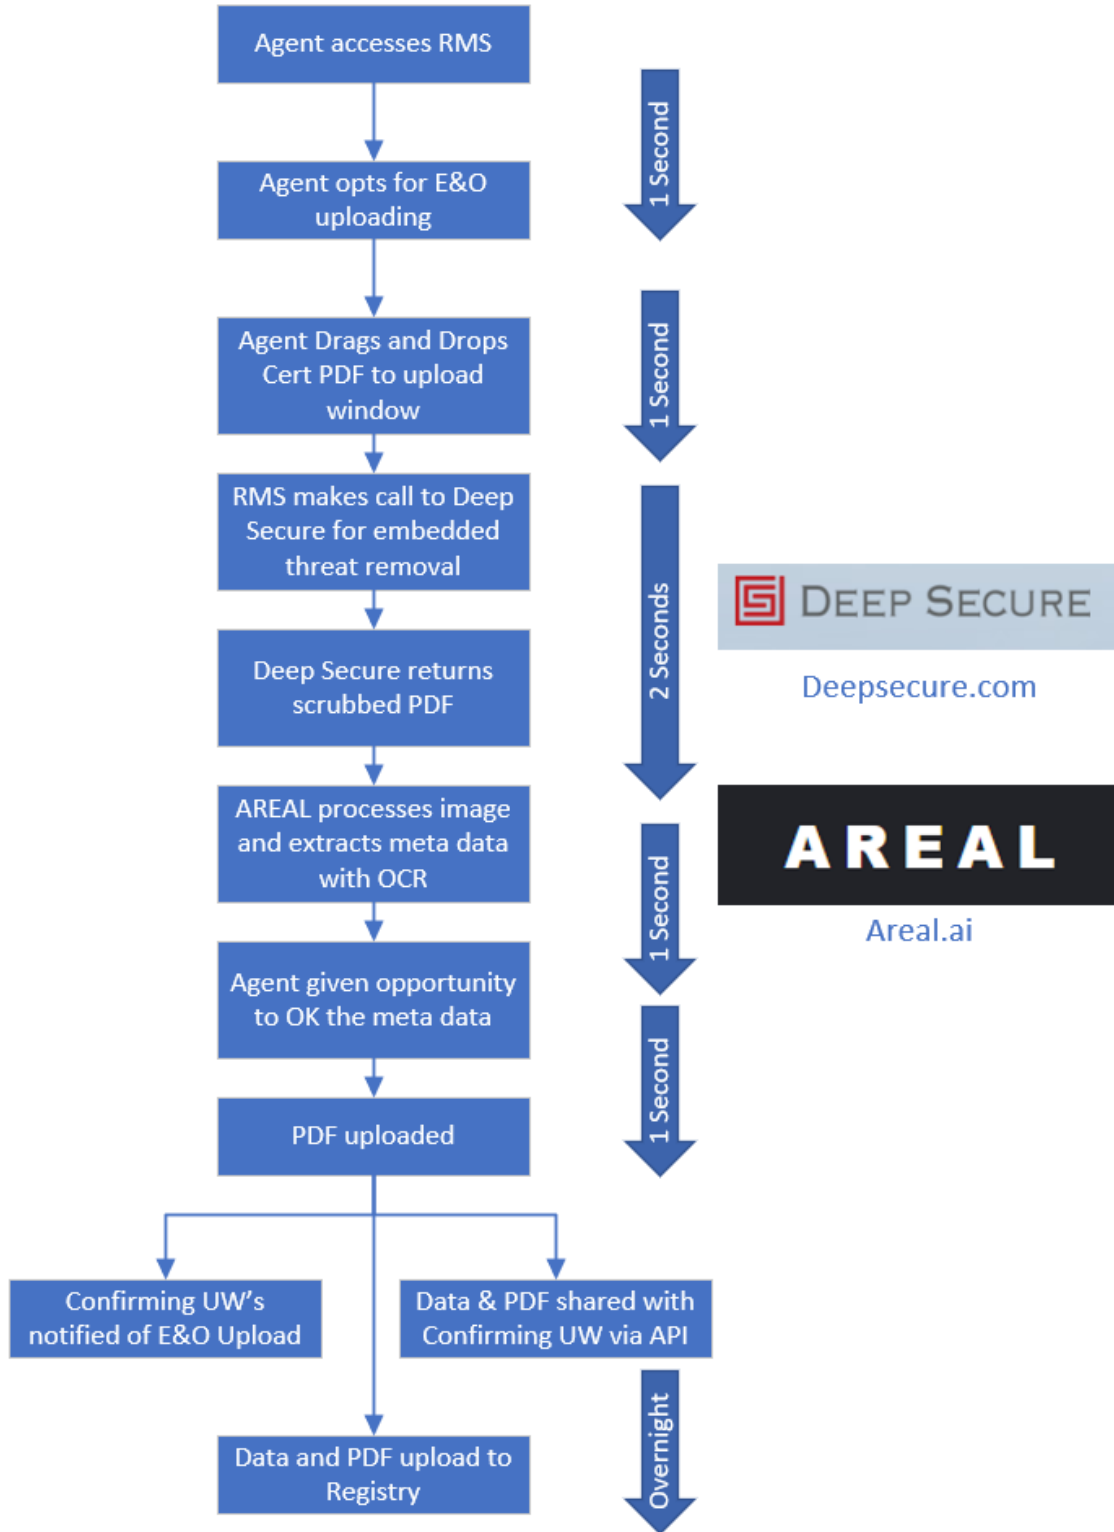 Agent accesses RMS
1 Second
Agent opts for E&O
uploading
1 Second
Agent Drags and Drops
Cert PDF to upload
window
RMS makes call to Deep
Secure for embedded
threat removal
2 Seconds
DEEP SECURE
Deepsecure.com
Deep Secure returns
scrubbed PDF
AREAL processes image
and extracts meta data
with OCR
AREAL
Areal.ai
1 Second
Agent given opportunity
to OK the meta data
1 Second
PDF uploaded
Confirming UW’s
notified of E&O Upload
Data & PDF shared with
Confirming UW via API
Overnight
Data and PDF upload to
Registry